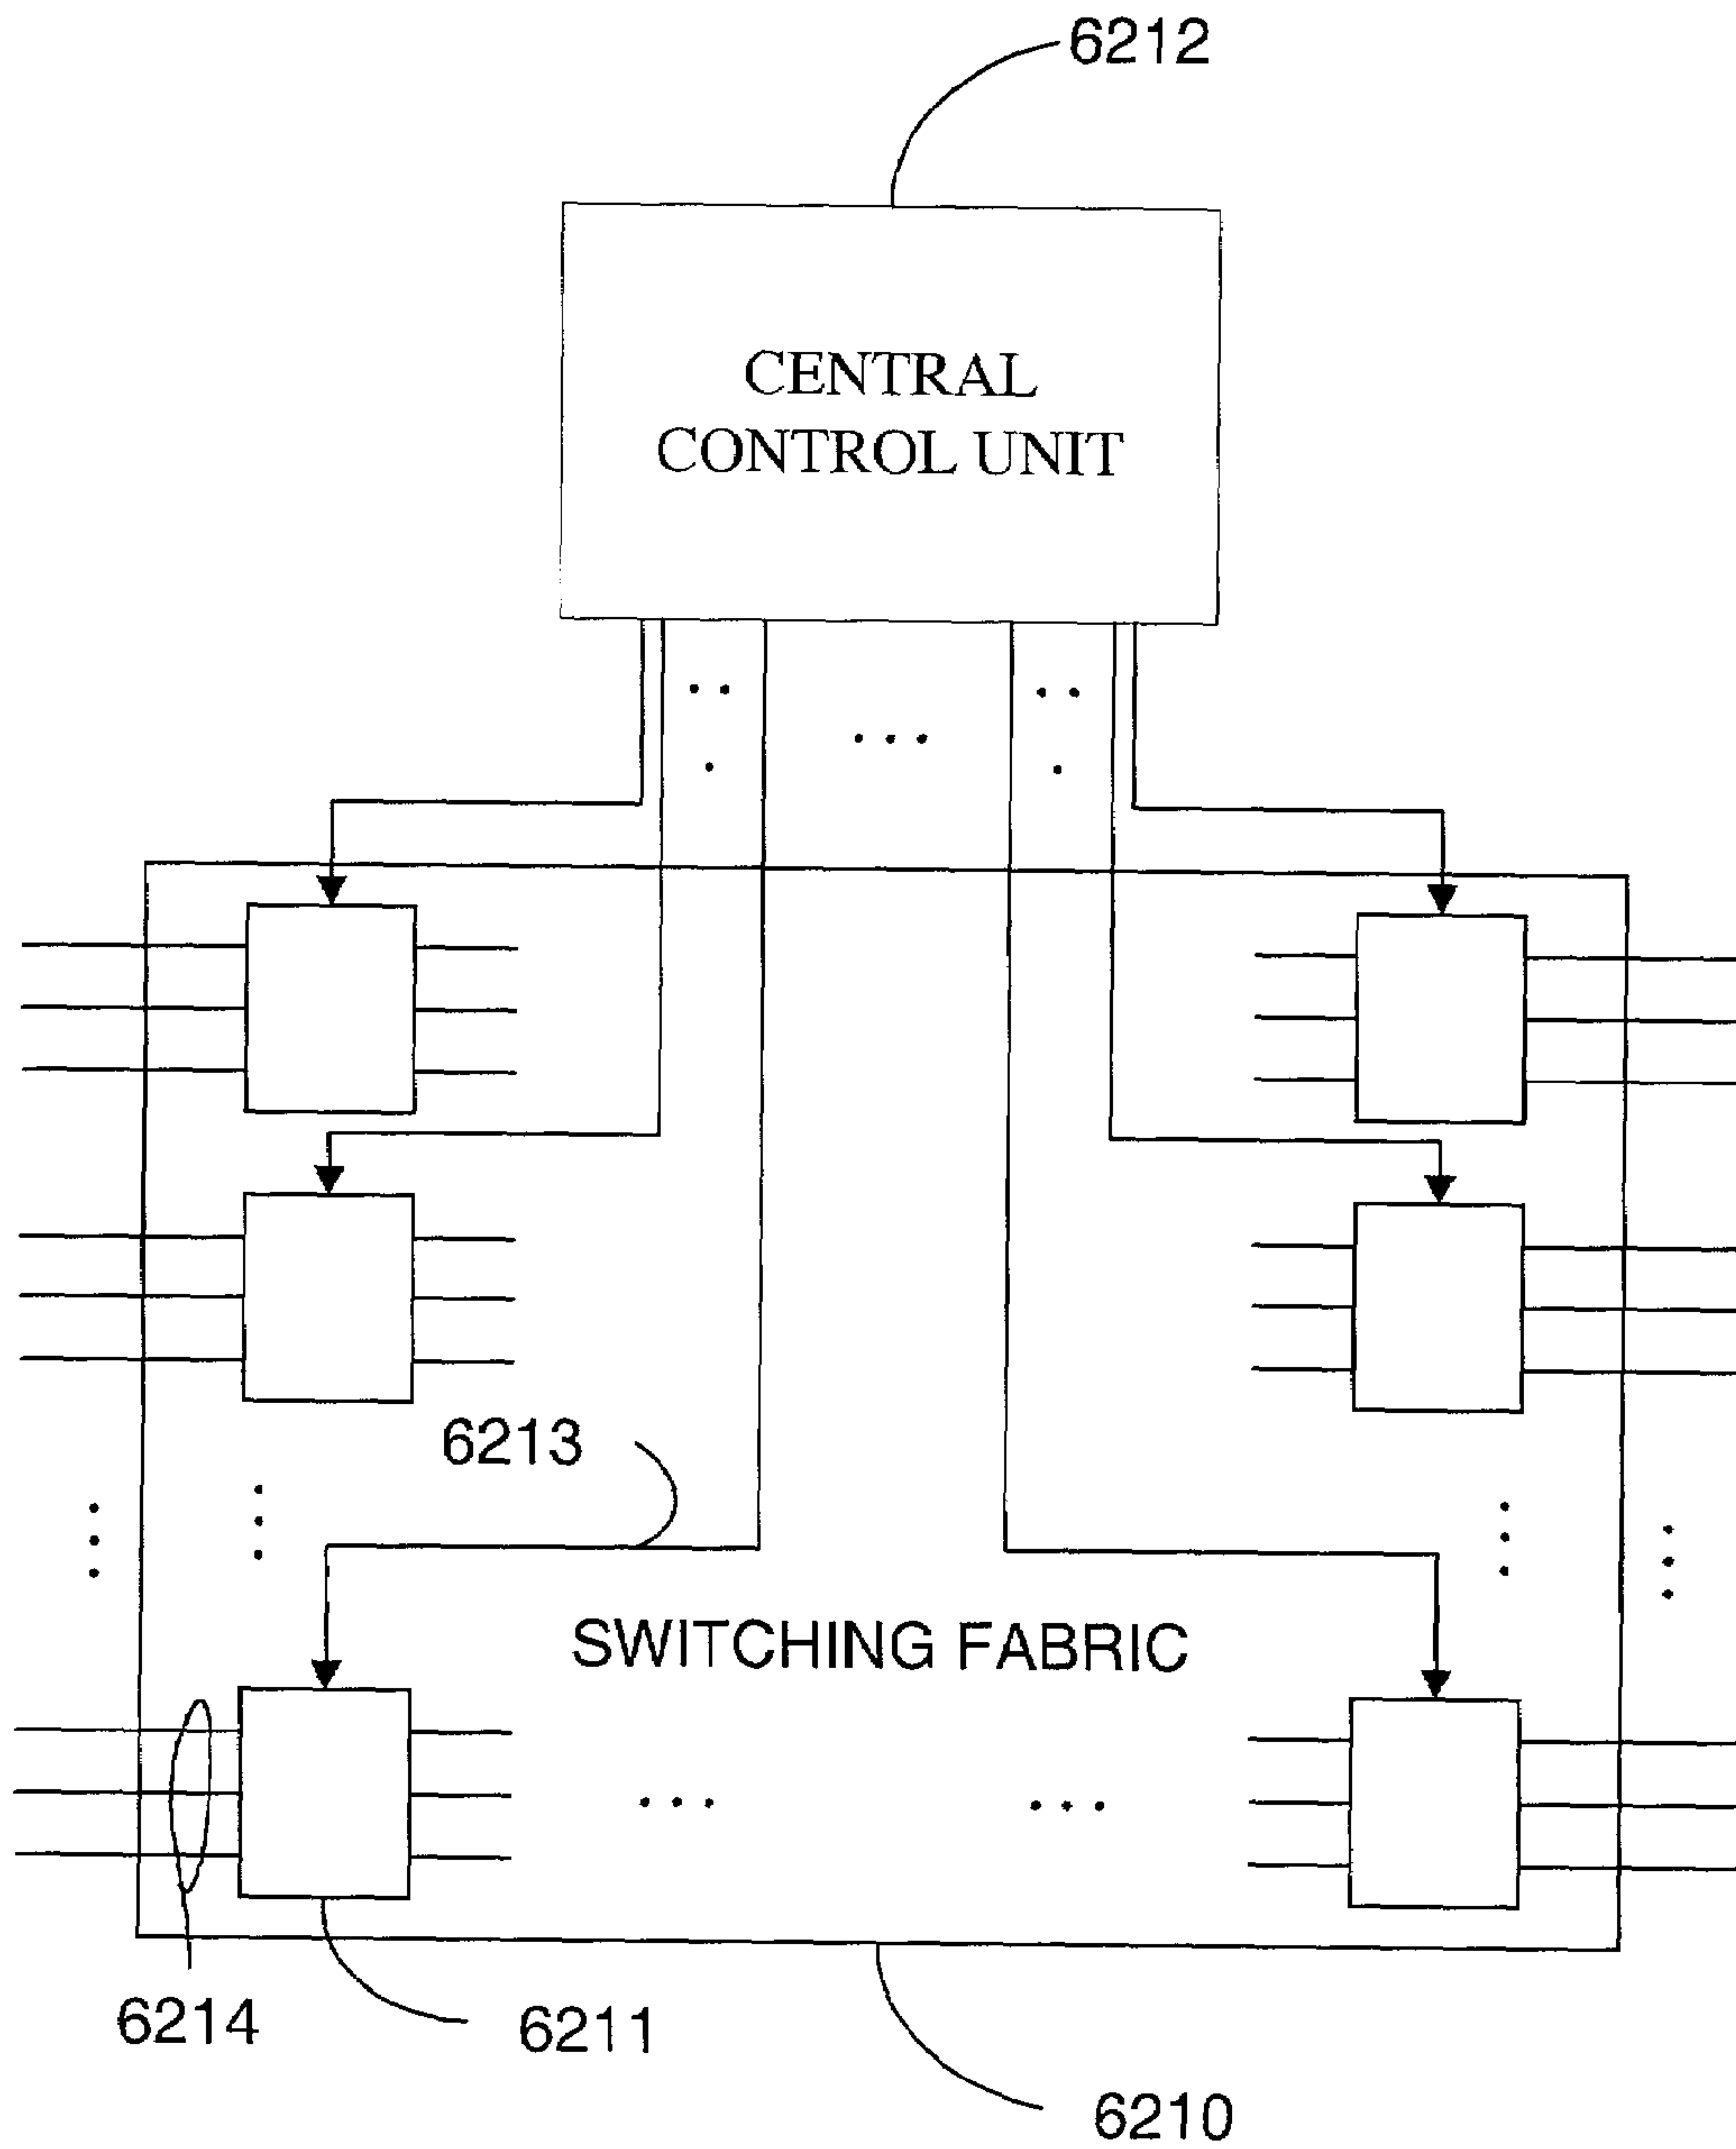 6212
CENTRAL
CONTROL UNIT
6213
SWITCHING FABRIC
6214
6211
6210